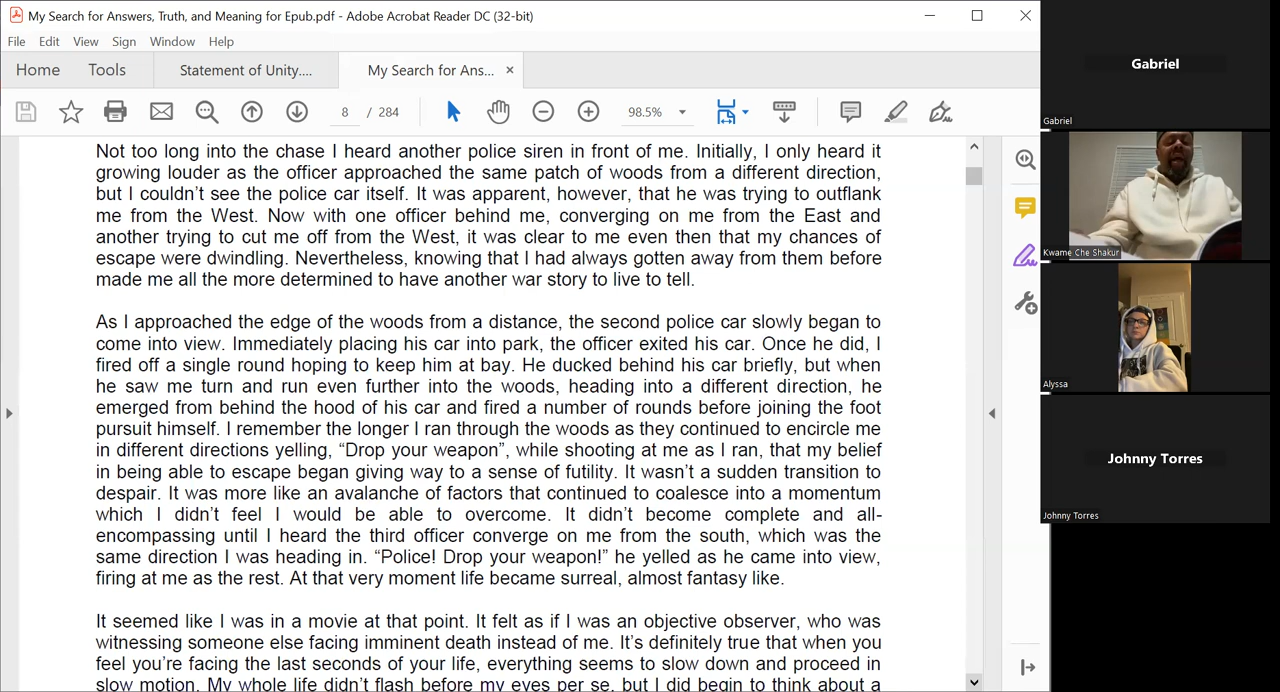 My Search for Answers, Truth, and Meaning for Epub.pdf - Adobe Acrobat Reader DC (32-bit)
File Edit View Sign Window Help
Home Tools Statement of Unity.... My Search for Ans... ×
8 / 284 98.5%
Not too long into the chase I heard another police siren in front of me. Initially, I only heard it
growing louder as the officer approached the same patch of woods from a different direction,
but I couldn't see the police car itself. It was apparent, however, that he was trying to outflank
me from the West. Now with one officer behind me, converging on me from the East and
another trying to cut me off from the West, it was clear to me even then that my chances of
escape were dwindling. Nevertheless, knowing that I had always gotten away from them before
made me all the more determined to have another war story to live to tell.
As I approached the edge of the woods from a distance, the second police car slowly began to
come into view. Immediately placing his car into park, the officer exited his car. Once he did, I
fired off a single round hoping to keep him at bay. He ducked behind his car briefly, but when
he saw me turn and run even further into the woods, heading into a different direction, he
emerged from behind the hood of his car and fired a number of rounds before joining the foot
pursuit himself. I remember the longer I ran through the woods as they continued to encircle me
in different directions yelling, “Drop your weapon”, while shooting at me as I ran, that my belief
in being able to escape began giving way to a sense of futility. It wasn't a sudden transition to
despair. It was more like an avalanche of factors that continued to coalesce into a momentum
which I didn't feel I would be able to overcome. It didn't become complete and all-
encompassing until I heard the third officer converge on me from the south, which was the
same direction I was heading in. “Police! Drop your weapon!” he yelled as he came into view,
firing at me as the rest. At that very moment life became surreal, almost fantasy like.
It seemed like I was in a movie at that point. It felt as if I was an objective observer, who was
witnessing someone else facing imminent death instead of me. It's definitely true that when you
feel you're facing the last seconds of your life, everything seems to slow down and proceed in
slow motion. My whole life didn't flash before my eyes per se, but I did begin to think about a
Gabriel
Gabriel
Kwame Che Shakur
Alyssa
Johnny Torres
Johnny Torres